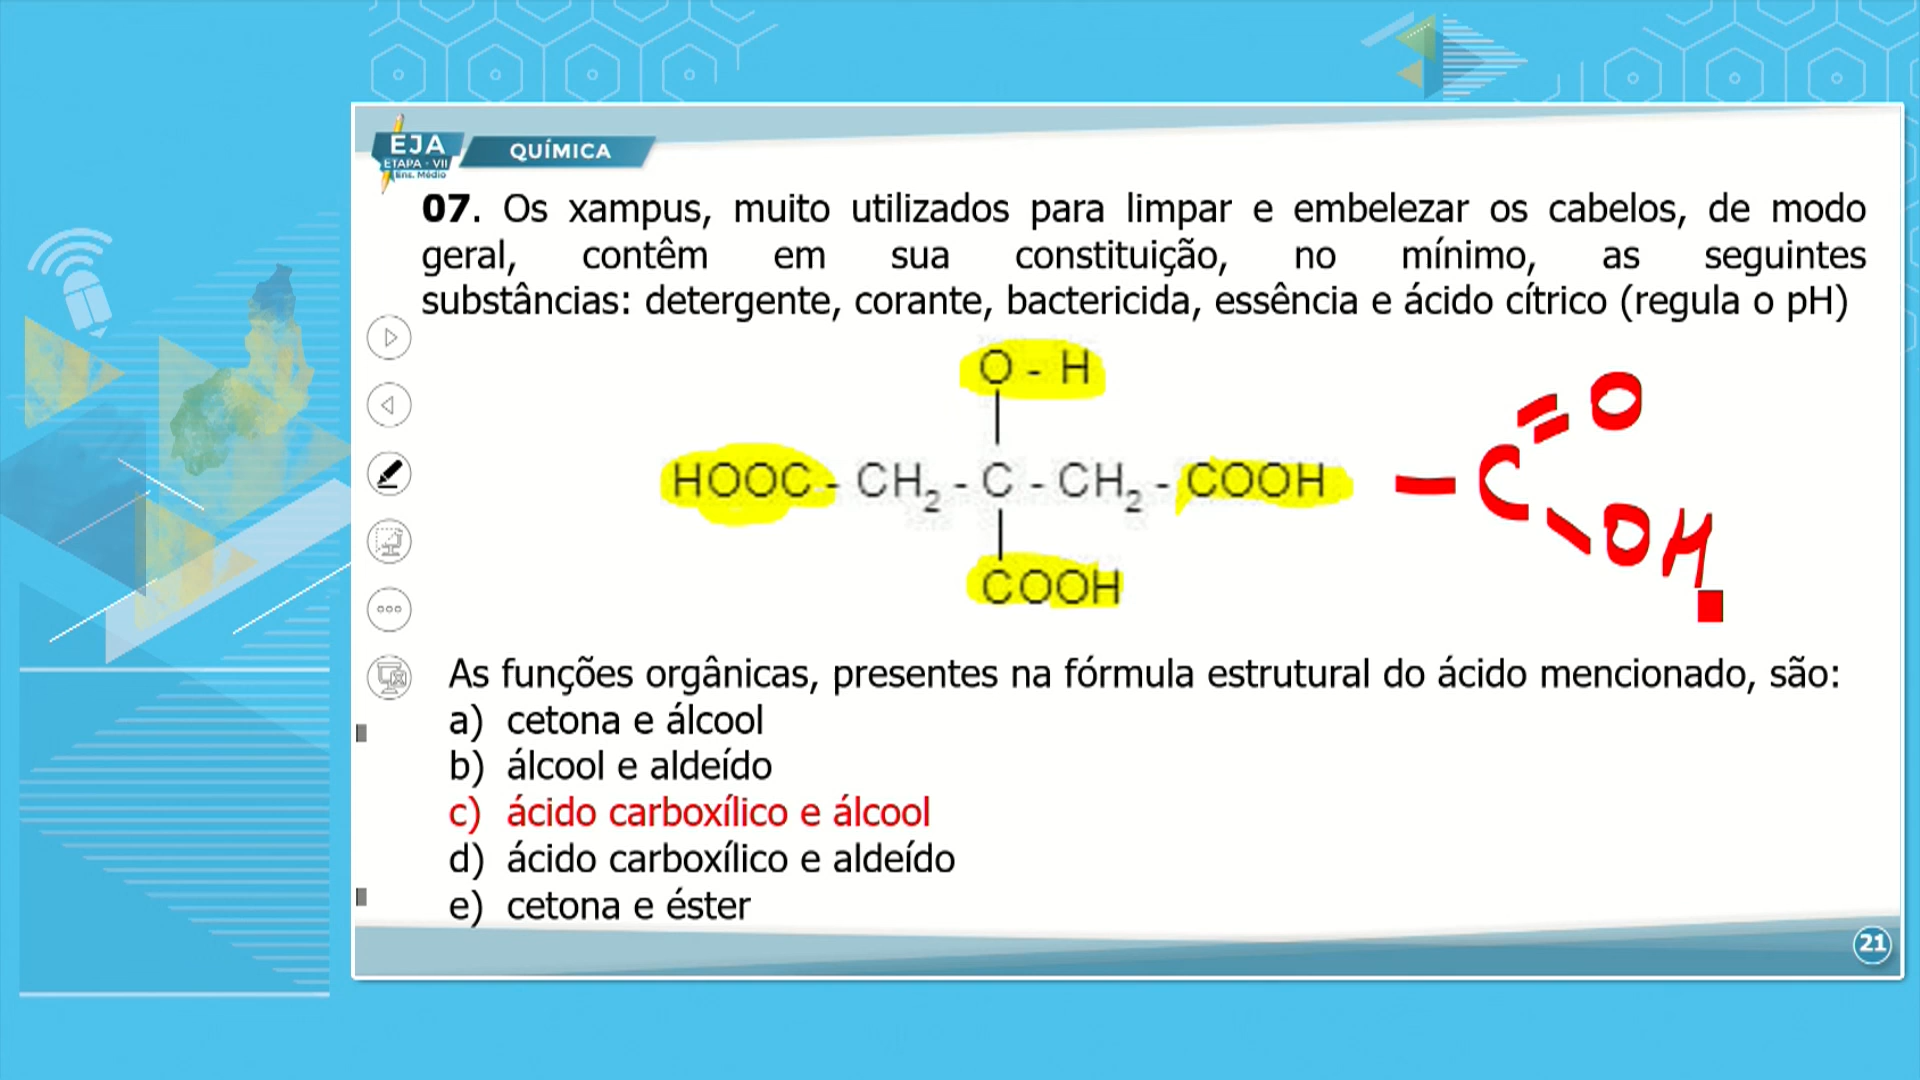 EJA
ETAPA - VII
Ens. Médio
QUÍMICA
07. Os xampus, muito utilizados para limpar e embelezar os cabelos, de modo
geral, contêm em sua constituição, no mínimo, as seguintes
substâncias: detergente, corante, bactericida, essência e ácido cítrico (regula o pH)
O - H
HOOC - CH₂ - C - CH₂ - COOH
COOH
- C = O
- OH
As funções orgânicas, presentes na fórmula estrutural do ácido mencionado, são:
a) cetona e álcool
b) álcool e aldeído
c) ácido carboxílico e álcool
d) ácido carboxílico e aldeído
e) cetona e éster
21